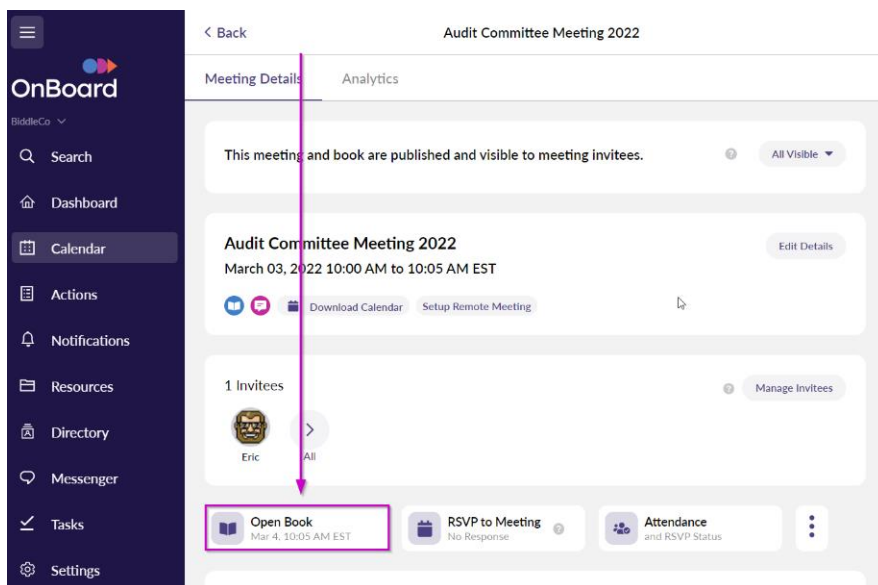 OnBoard
BiddleCo
Search
Dashboard
Calendar
Actions
Notifications
Resources
Directory
Messenger
Tasks
Settings
< Back
Audit Committee Meeting 2022
Meeting Details
Analytics
This meeting and book are published and visible to meeting invitees.
All Visible
Audit Committee Meeting 2022
Edit Details
March 03, 2022 10:00 AM to 10:05 AM EST
Download Calendar
Setup Remote Meeting
1 Invitees
Manage Invitees
Eric
All
Open Book
Mar 4, 10:05 AM EST
RSVP to Meeting
No Response
Attendance
and RSVP Status